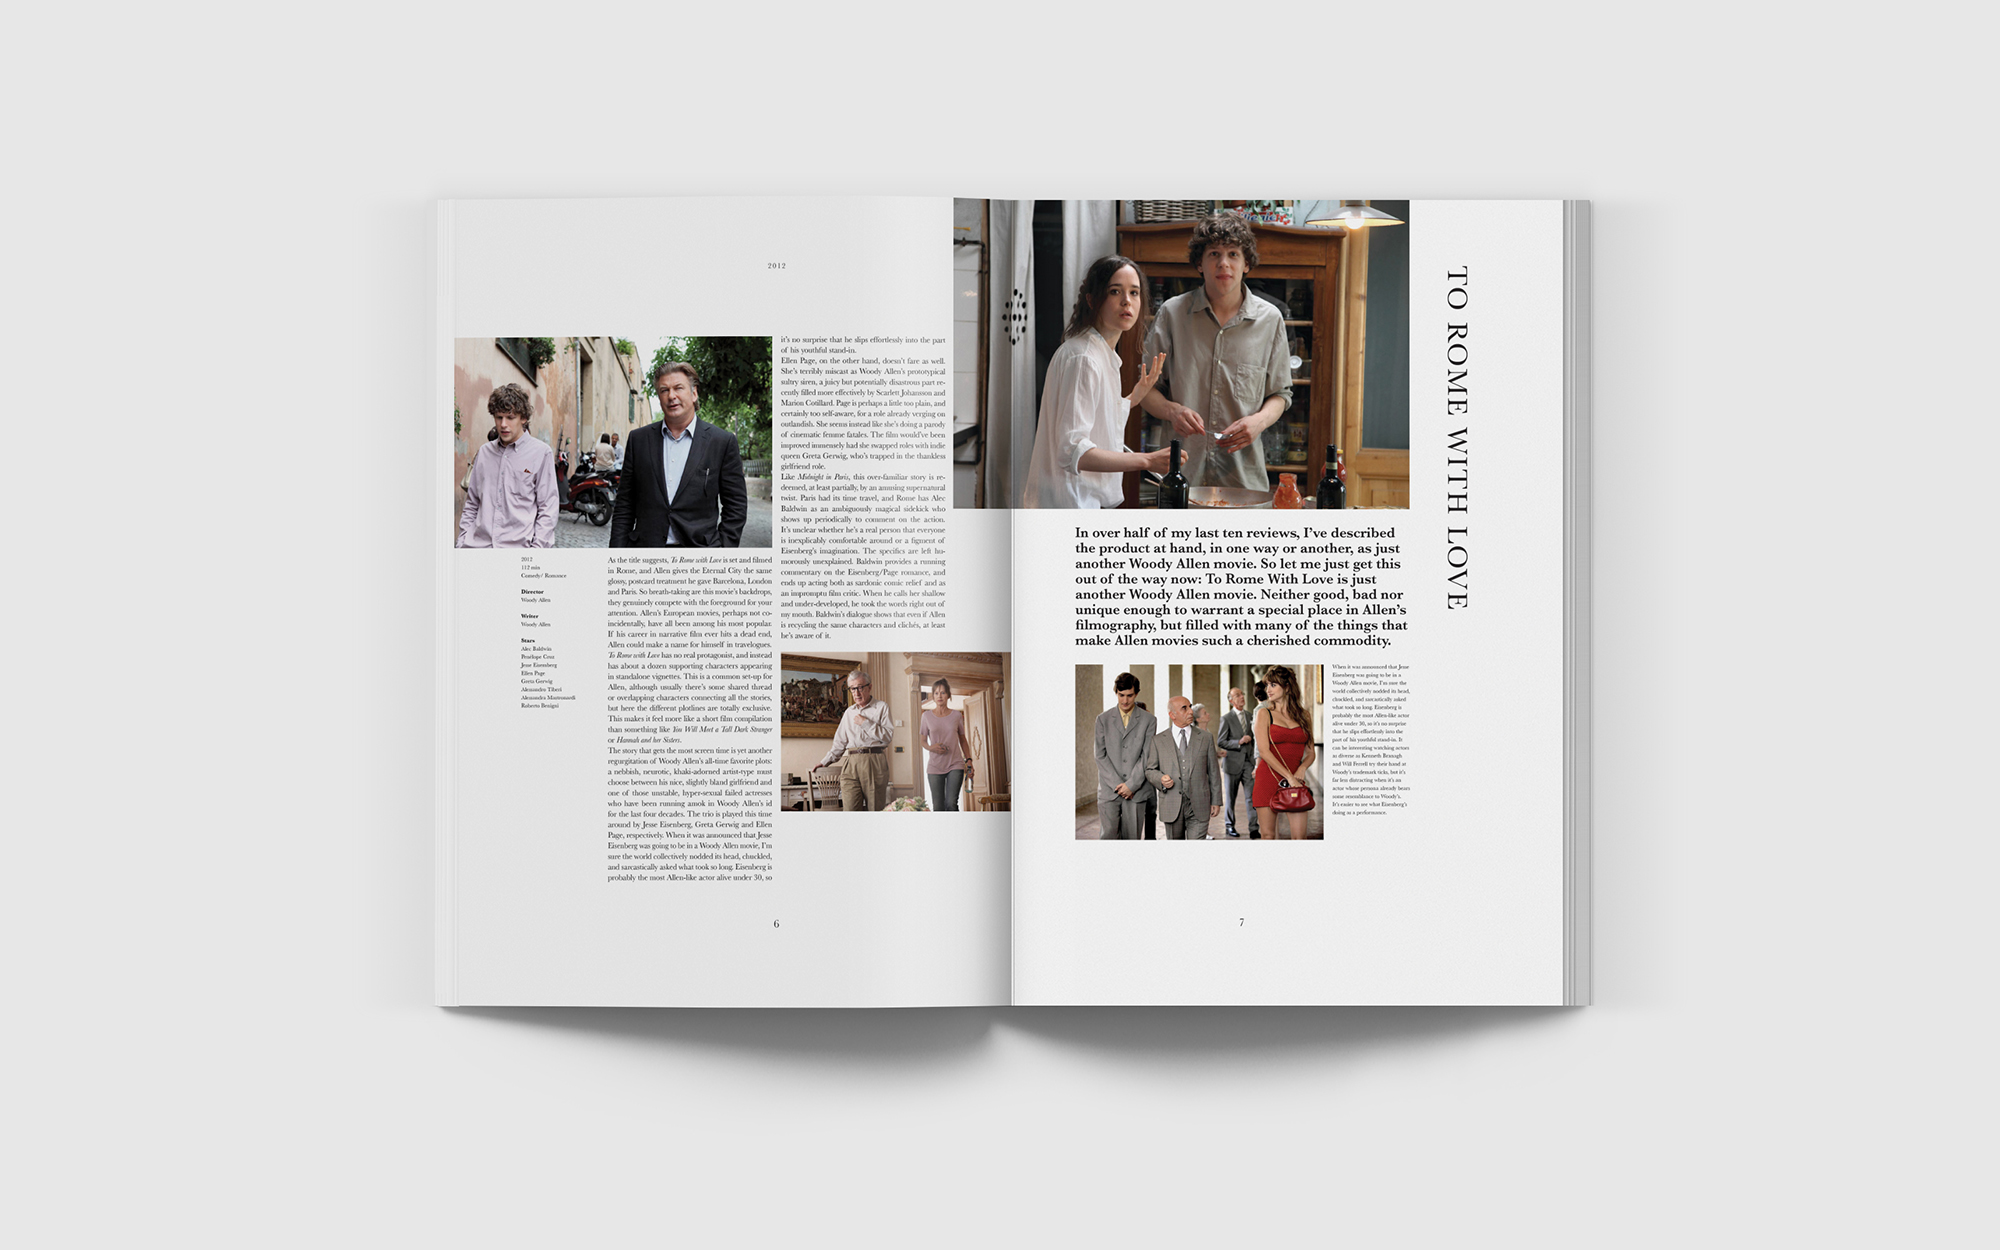 2012
2012
112 min
Comedy/ Romance
Director
Woody Allen
Writer
Woody Allen
Stars
Alec Baldwin
Penélope Cruz
Jesse Eisenberg
Ellen Page
Greta Gerwig
Alessandro Tiberi
Alessandra Mastronardi
Roberto Benigni
As the title suggests, To Rome with Love is set and filmed
in Rome, and Allen gives the Eternal City the same
glossy, postcard treatment he gave Barcelona, London
and Paris. So breath-taking are this movie's backdrops,
they genuinely compete with the foreground for your
attention. Allen's European movies, perhaps not co-
incidentally, have all been among his most popular.
If his career in narrative film ever hits a dead end,
Allen could make a name for himself in travelogues.
To Rome with Love has no real protagonist, and instead
has about a dozen supporting characters appearing
in standalone vignettes. This is a common set-up for
Allen, although usually there's some shared thread
or overlapping characters connecting all the stories,
but here the different plotlines are totally exclusive.
This makes it feel more like a short film compilation
than something like You Will Meet a Tall Dark Stranger
or Hannah and her Sisters.
The story that gets the most screen time is yet another
regurgitation of Woody Allen's all-time favorite plots:
a nebbish, neurotic, khaki-adorned artist-type must
choose between his nice, slightly bland girlfriend and
one of those unstable, hyper-sexual failed actresses
who have been running amok in Woody Allen's id
for the last four decades. The trio is played this time
around by Jesse Eisenberg, Greta Gerwig and Ellen
Page, respectively. When it was announced that Jesse
Eisenberg was going to be in a Woody Allen movie, I'm
sure the world collectively nodded its head, chuckled,
and sarcastically asked what took so long. Eisenberg is
probably the most Allen-like actor alive under 30, so
it's no surprise that he slips effortlessly into the part
of his youthful stand-in.
Ellen Page, on the other hand, doesn't fare as well.
She's terribly miscast as Woody Allen's prototypical
sultry siren, a juicy but potentially disastrous part re-
cently filled more effectively by Scarlett Johansson and
Marion Cotillard. Page is perhaps a little too plain, and
certainly too self-aware, for a role already verging on
outlandish. She seems instead like she's doing a parody
of cinematic femme fatales. The film would've been
improved immensely had she swapped roles with indie
queen Greta Gerwig, who's trapped in the thankless
girlfriend role.
Like Midnight in Paris, this over-familiar story is re-
deemed, at least partially, by an amusing supernatural
twist. Paris had its time travel, and Rome has Alec
Baldwin as an ambiguously magical sidekick who
shows up periodically to comment on the action.
It's unclear whether he's a real person that everyone
is inexplicably comfortable around or a figment of
Eisenberg's imagination. The specifics are left hu-
morously unexplained. Baldwin provides a running
commentary on the Eisenberg/Page romance, and
ends up acting both as sardonic comic relief and as
an impromptu film critic. When he calls her shallow
and under-developed, he took the words right out of
my mouth. Baldwin's dialogue shows that even if Allen
is recycling the same characters and clichés, at least
he's aware of it.
6
TO ROME WITH LOVE
In over half of my last ten reviews, I've described
the product at hand, in one way or another, as just
another Woody Allen movie. So let me just get this
out of the way now: To Rome With Love is just
another Woody Allen movie. Neither good, bad nor
unique enough to warrant a special place in Allen's
filmography, but filled with many of the things that
make Allen movies such a cherished commodity.
When it was announced that Jesse
Eisenberg was going to be in a
Woody Allen movie, I'm sure the
world collectively nodded its head,
chuckled, and sarcastically asked
what took so long. Eisenberg is
probably the most Allen-like actor
alive under 30, so it's no surprise
that he slips effortlessly into the
part of his youthful stand-in. It
can be interesting watching actors
as diverse as Kenneth Branagh
and Will Ferrell try their hand at
Woody's trademark ticks, but it's
far less distracting when it's an
actor whose persona already bears
some resemblance to Woody's.
It's easier to see what Eisenberg's
doing as a performance.
7